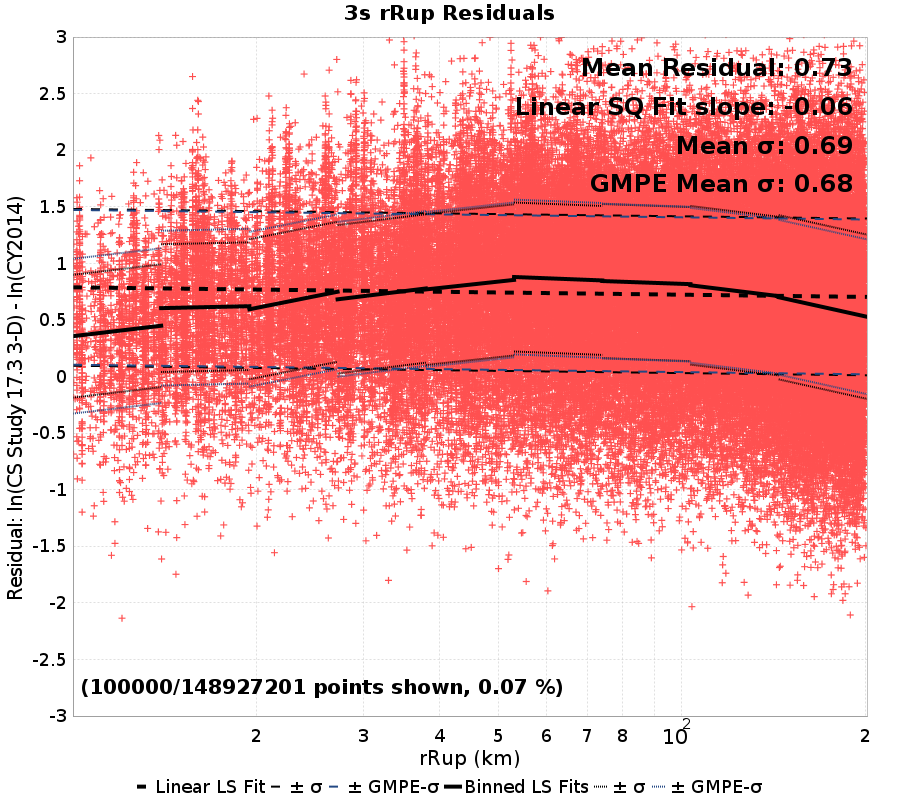 3s rRup Residuals
Mean Residual: 0.73
Linear SQ Fit slope: -0.06
Mean σ: 0.69
GMPE Mean σ: 0.68
3
2.5
2
1.5
1
0.5
0
-0.5
-1
-1.5
-2
-2.5
-3
Residual: ln(CS Study 17.3 3-D) - ln(CY2014)
(100000/148927201 points shown, 0.07 %)
2 3 4 5 6 7 8 10² 2
rRup (km)
Linear LS Fit ± σ ± GMPE-σ Binned LS Fits ± σ ± GMPE-σ